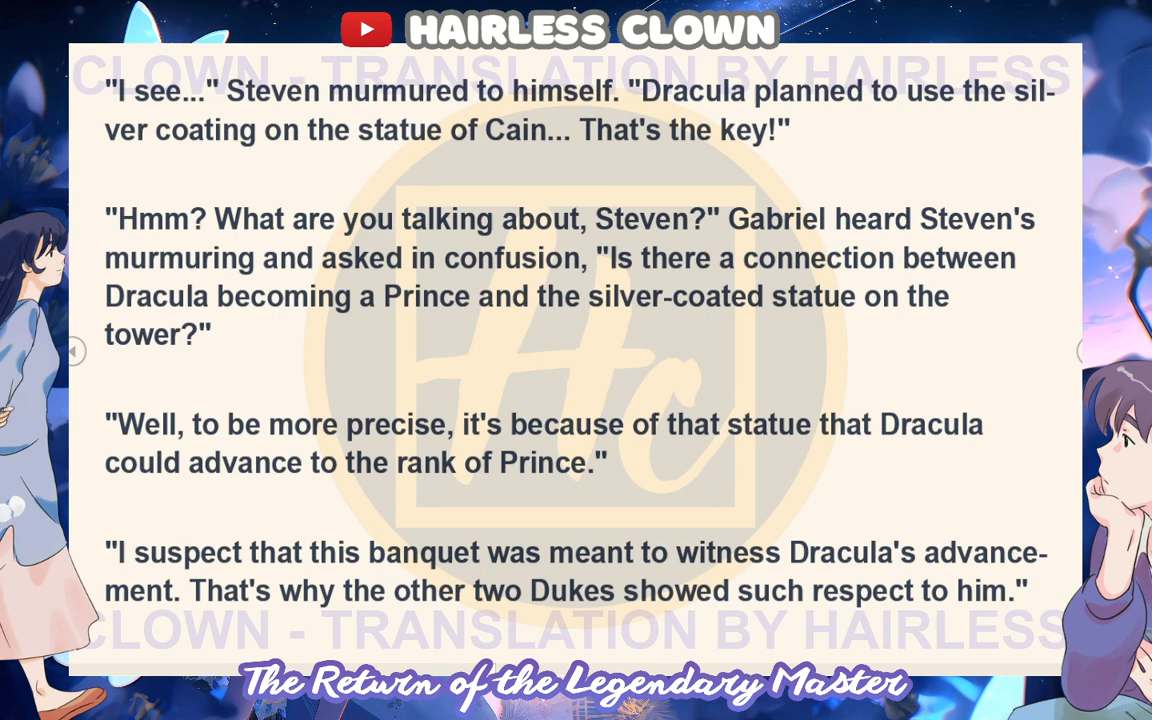 HAIRLESS CLOWN
CLOWN - TRANSLATION BY HAIRLESS
"I see..." Steven murmured to himself. "Dracula planned to use the sil-
ver coating on the statue of Cain... That's the key!"
"Hmm? What are you talking about, Steven?" Gabriel heard Steven's
murmuring and asked in confusion, "Is there a connection between
Dracula becoming a Prince and the silver-coated statue on the
tower?"
Hc
"Well, to be more precise, it's because of that statue that Dracula
could advance to the rank of Prince."
"I suspect that this banquet was meant to witness Dracula's advance-
ment. That's why the other two Dukes showed such respect to him."
CLOWN - TRANSLATION BY HAIRLESS
The Return of the Legendary Master